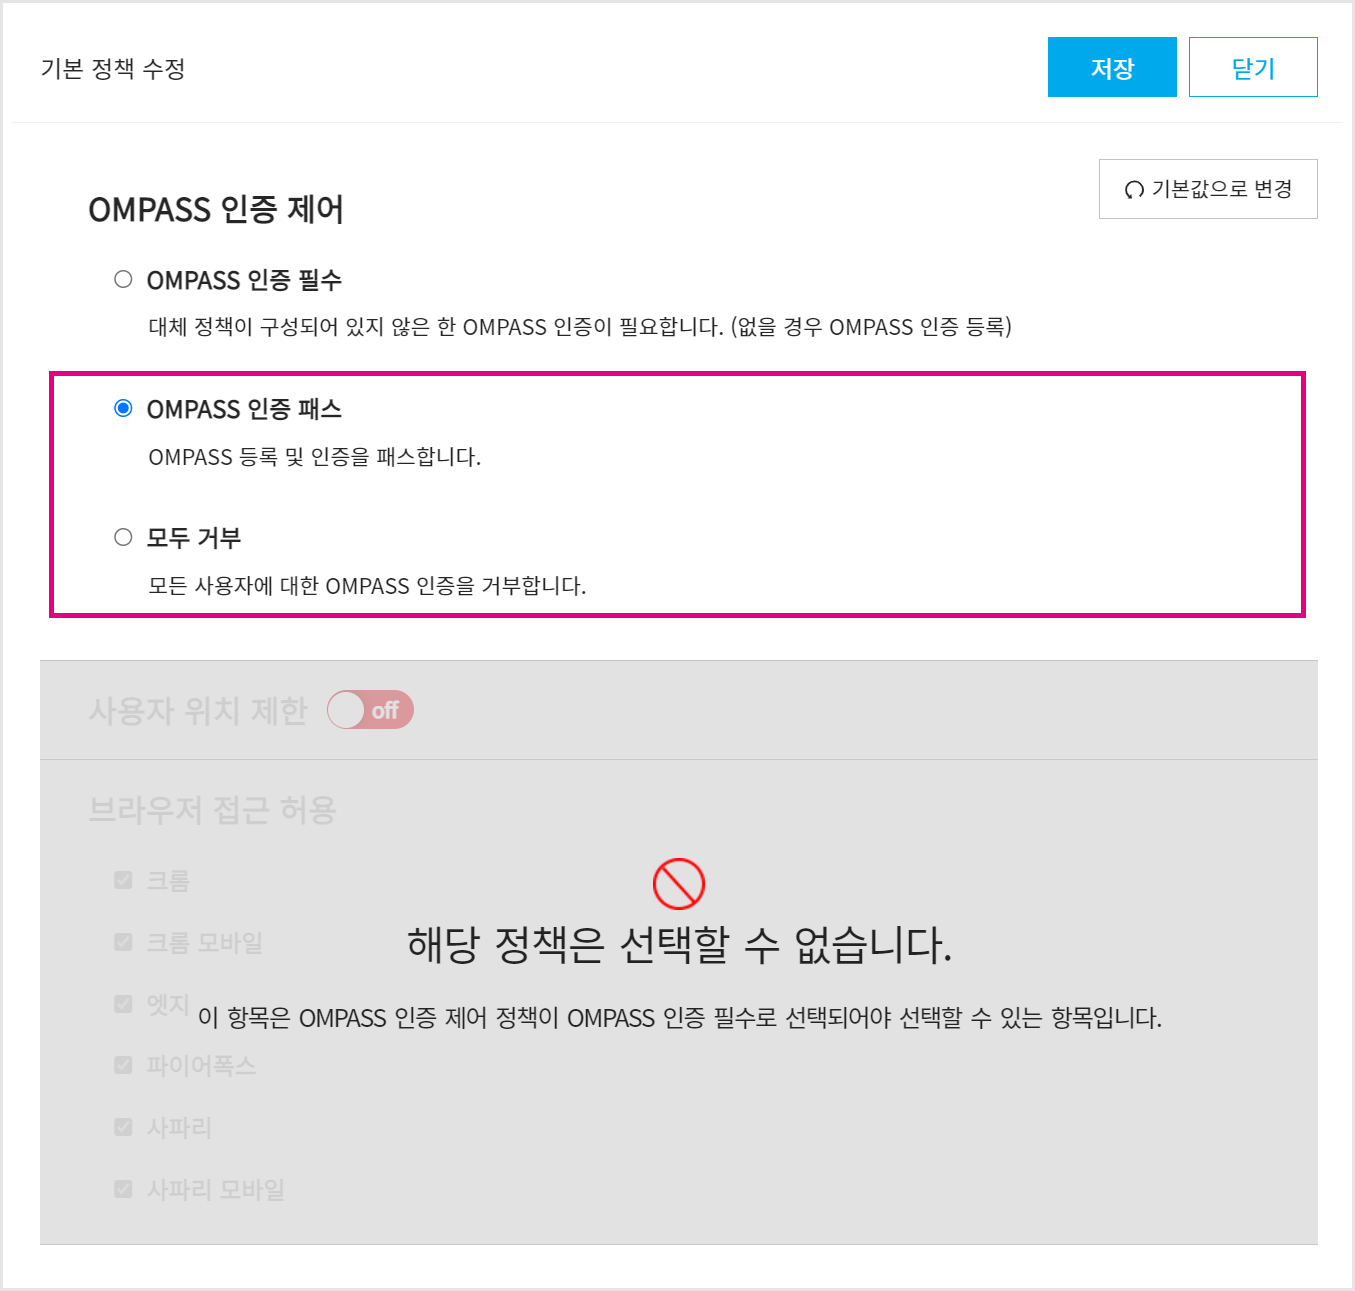 기본 정책 수정
저장
닫기
OMPASS 인증 제어
기본값으로 변경
OMPASS 인증 필수
대체 정책이 구성되어 있지 않은 한 OMPASS 인증이 필요합니다. (없을 경우 OMPASS 인증 등록)
OMPASS 인증 패스
OMPASS 등록 및 인증을 패스합니다.
모두 거부
모든 사용자에 대한 OMPASS 인증을 거부합니다.
사용자 위치 제한
off
브라우저 접근 허용
크롬
크롬 모바일
해당 정책은 선택할 수 없습니다.
엣지
이 항목은 OMPASS 인증 제어 정책이 OMPASS 인증 필수로 선택되어야 선택할 수 있는 항목입니다.
파이어폭스
사파리
사파리 모바일